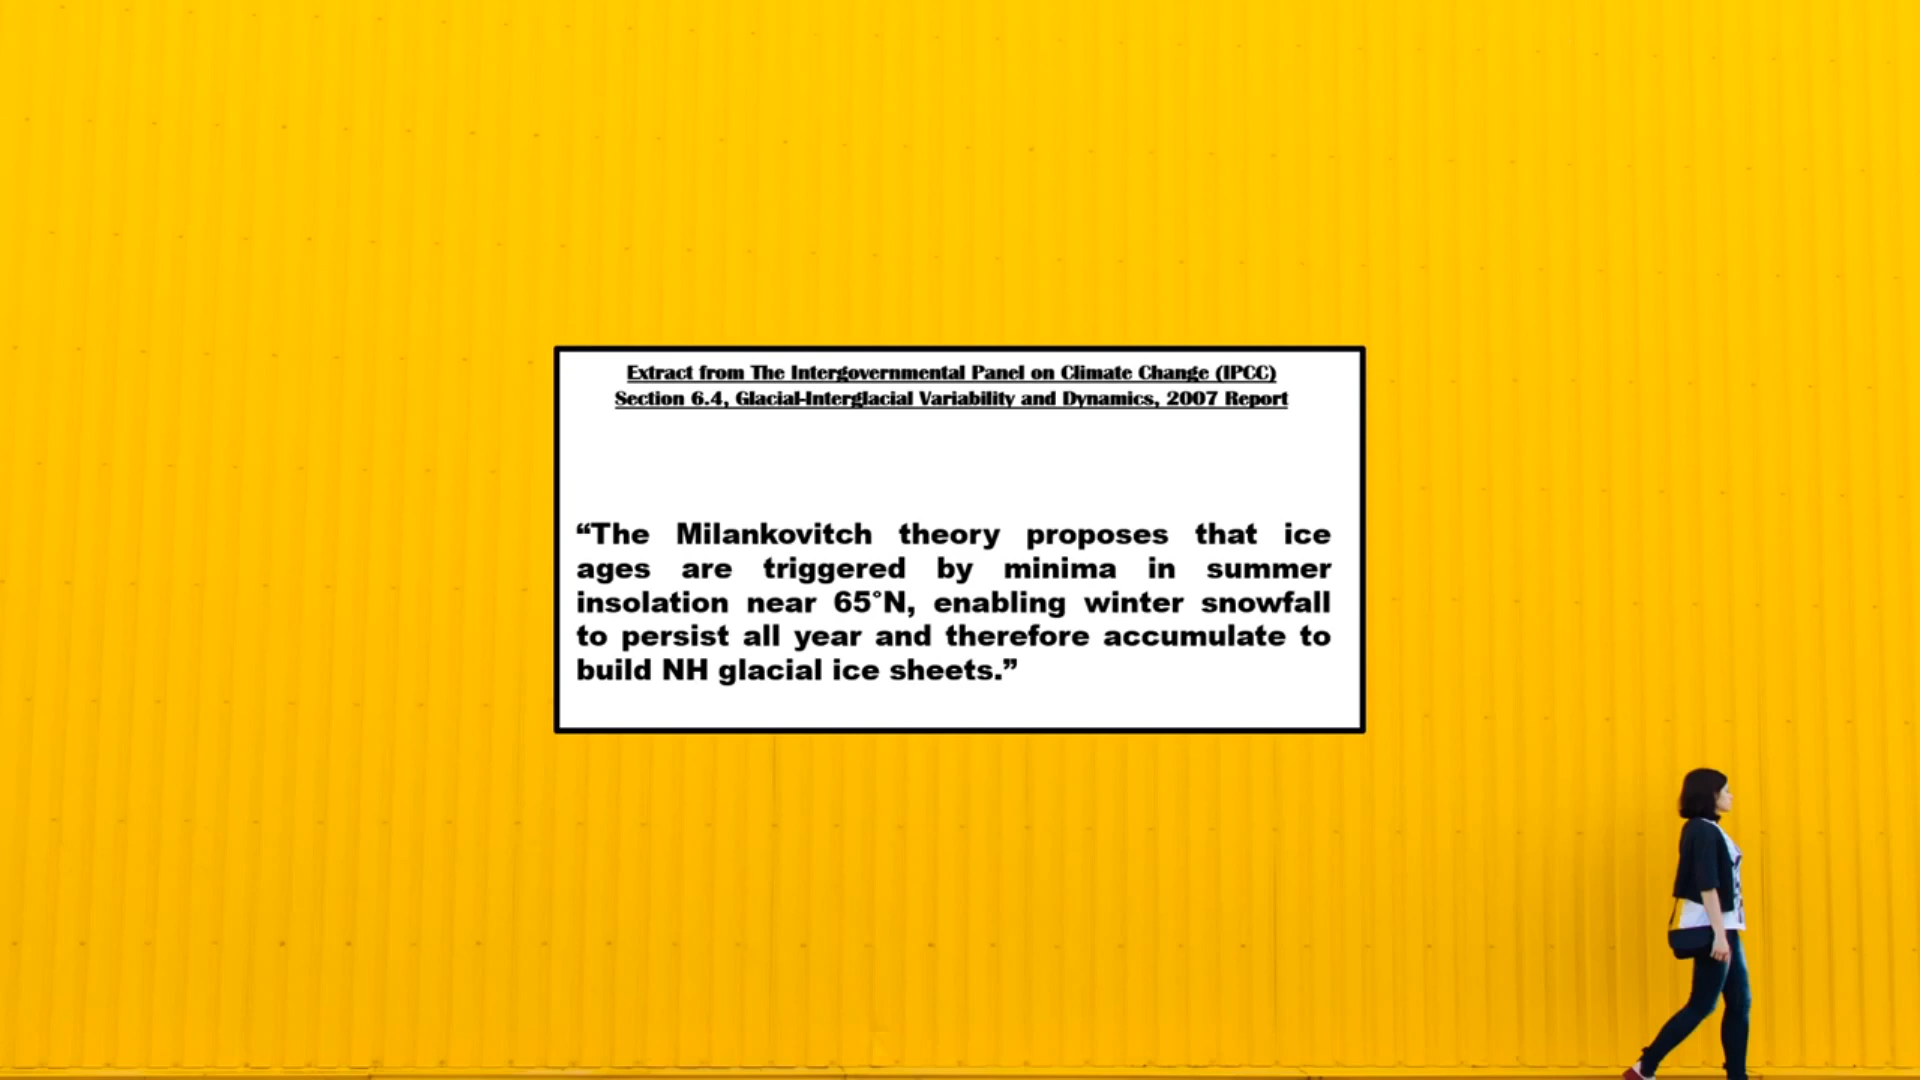 Extract from The Intergovernmental Panel on Climate Change (IPCC)
Section 6.4, Glacial-Interglacial Variability and Dynamics, 2007 Report
“The Milankovitch theory proposes that ice
ages are triggered by minima in summer
insolation near 65°N, enabling winter snowfall
to persist all year and therefore accumulate to
build NH glacial ice sheets.”